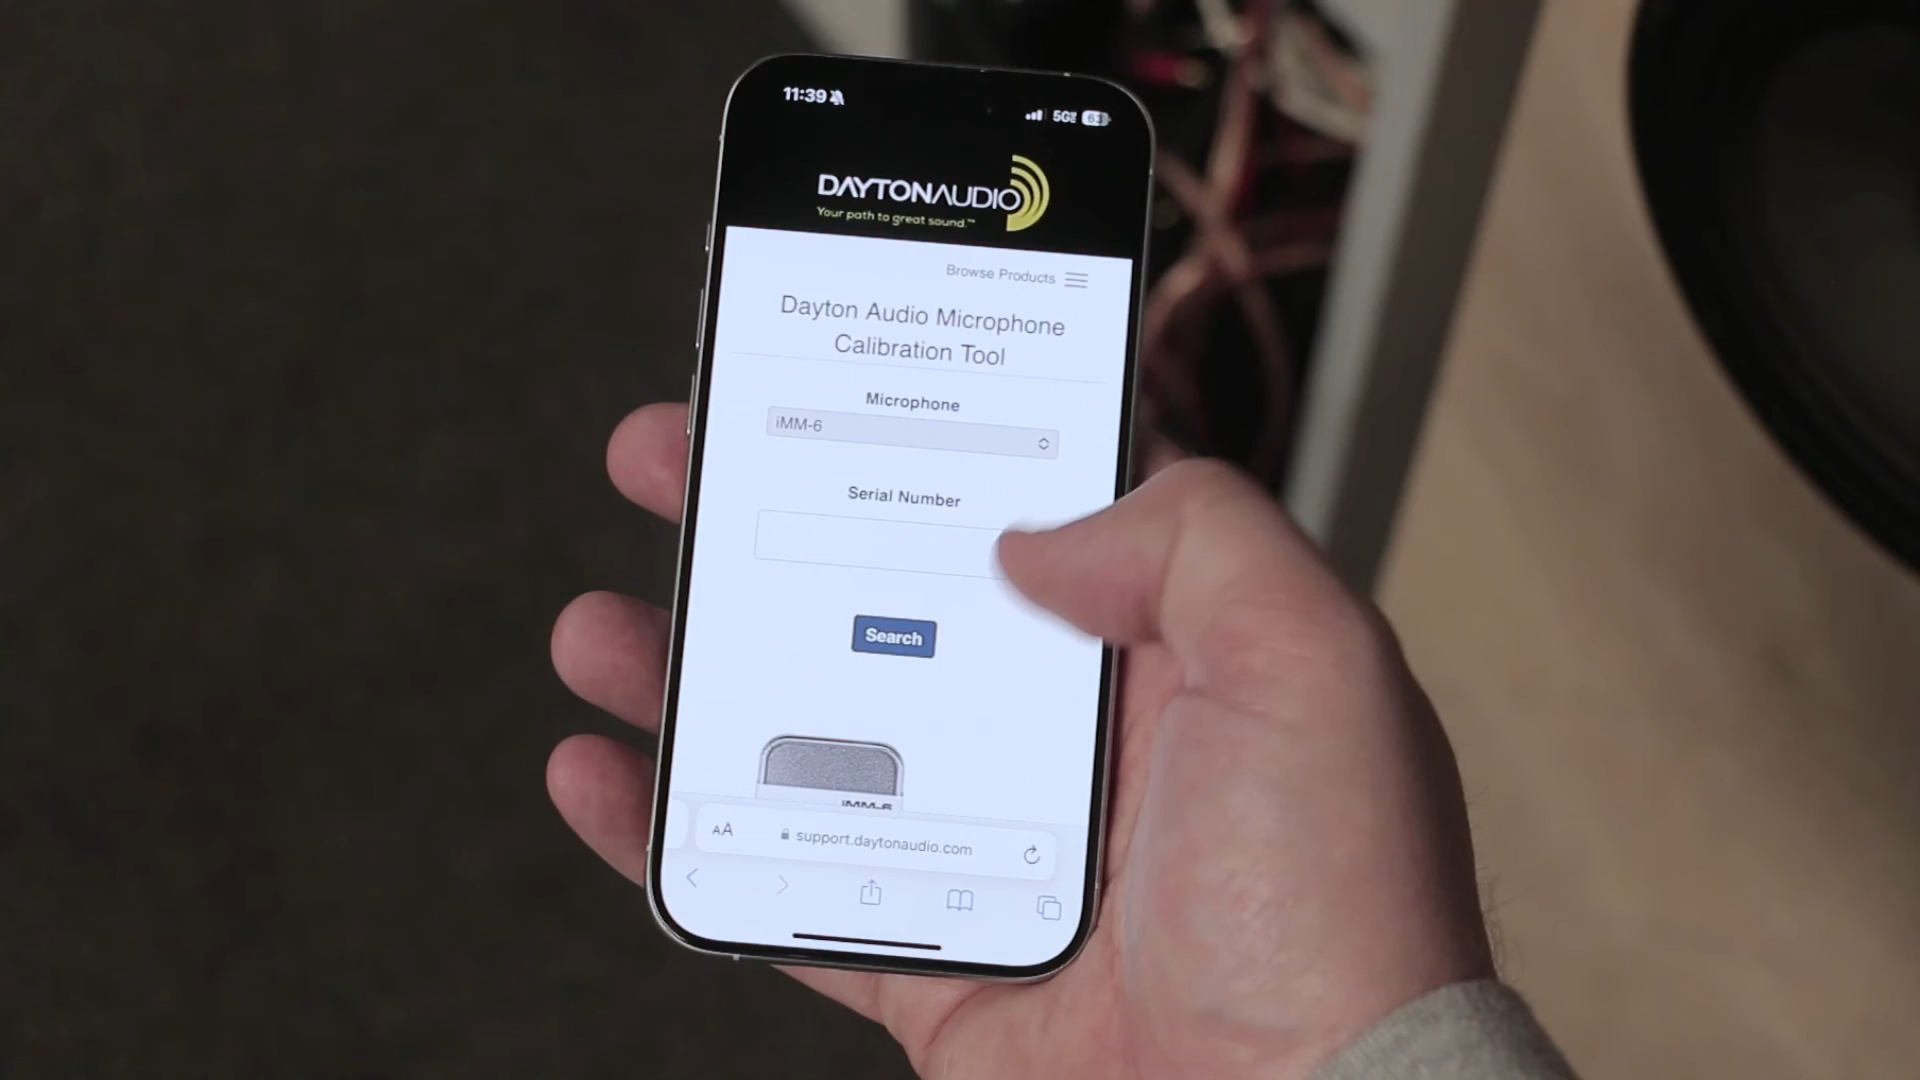 11:39
5G 63
DAYTONAUDIO
Your path to great sound.™
Browse Products
Dayton Audio Microphone
Calibration Tool
Microphone
iMM-6
Serial Number
Search
iMM-6
AA support.daytonaudio.com